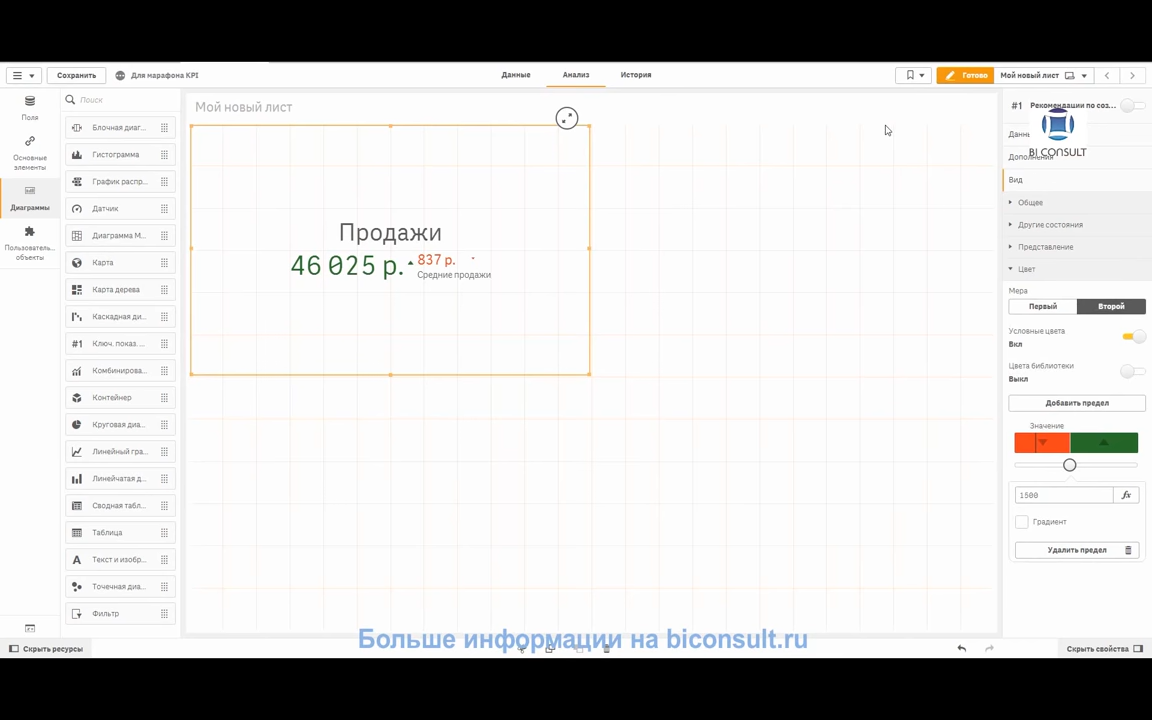 Сохранить
Для марафона KPI
Данные
Анализ
История
Готово
Мой новый лист
Поля
Основные
элементы
Диаграммы
Пользователь...
объекты
Поиск
Блочная диаг...
Гистограмма
График распр...
Датчик
Диаграмма М...
Карта
Карта дерева
Каскадная ди...
#1 Ключ. показ. ...
Комбинирова...
Контейнер
Круговая диа...
Линейный гра...
Линейчатая д...
Сводная табл...
Таблица
Текст и изобр...
Точечная диа...
Фильтр
Мой новый лист
Продажи
46 025 р.
837 р.
Средние продажи
#1 Рекомендации по соз...
BI CONSULT
Вид
Общее
Другие состояния
Представление
Цвет
Мера
Первый
Второй
Условные цвета
Вкл
Цвета библиотеки
Выкл
Добавить предел
Значение
1500
fx
Градиент
Удалить предел
Больше информации на biconsult.ru
Скрыть ресурсы
Скрыть свойства